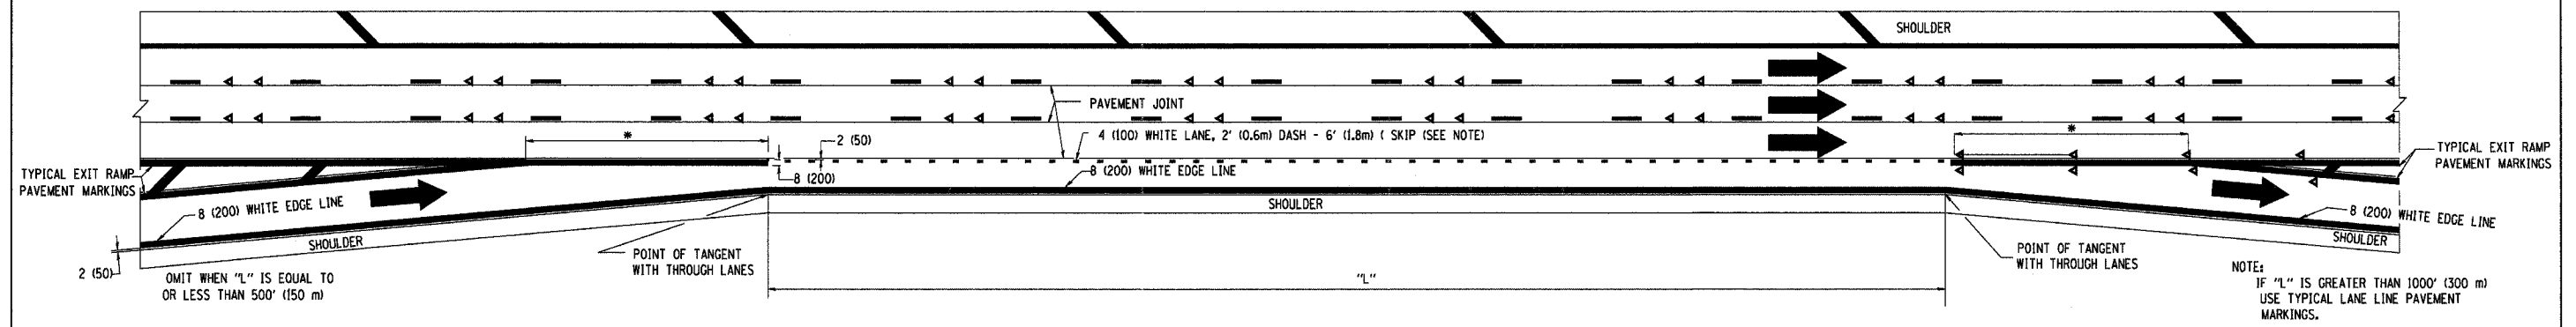 SHOULDER
PAVEMENT JOINT
4 (100) WHITE LANE, 2' (0.6m) DASH - 6' (1.8m) ( SKIP (SEE NOTE)
*
2 (50)
*
TYPICAL EXIT RAMP
PAVEMENT MARKINGS
8 (200)
8 (200) WHITE EDGE LINE
TYPICAL EXIT RAMP
PAVEMENT MARKINGS
8 (200) WHITE EDGE LINE
SHOULDER
8 (200) WHITE EDGE LINE
SHOULDER
SHOULDER
2 (50)
POINT OF TANGENT
WITH THROUGH LANES
POINT OF TANGENT
WITH THROUGH LANES
OMIT WHEN "L" IS EQUAL TO
OR LESS THAN 500' (150 m)
"L"
NOTE:
IF "L" IS GREATER THAN 1000' (300 m)
USE TYPICAL LANE LINE PAVEMENT
MARKINGS.